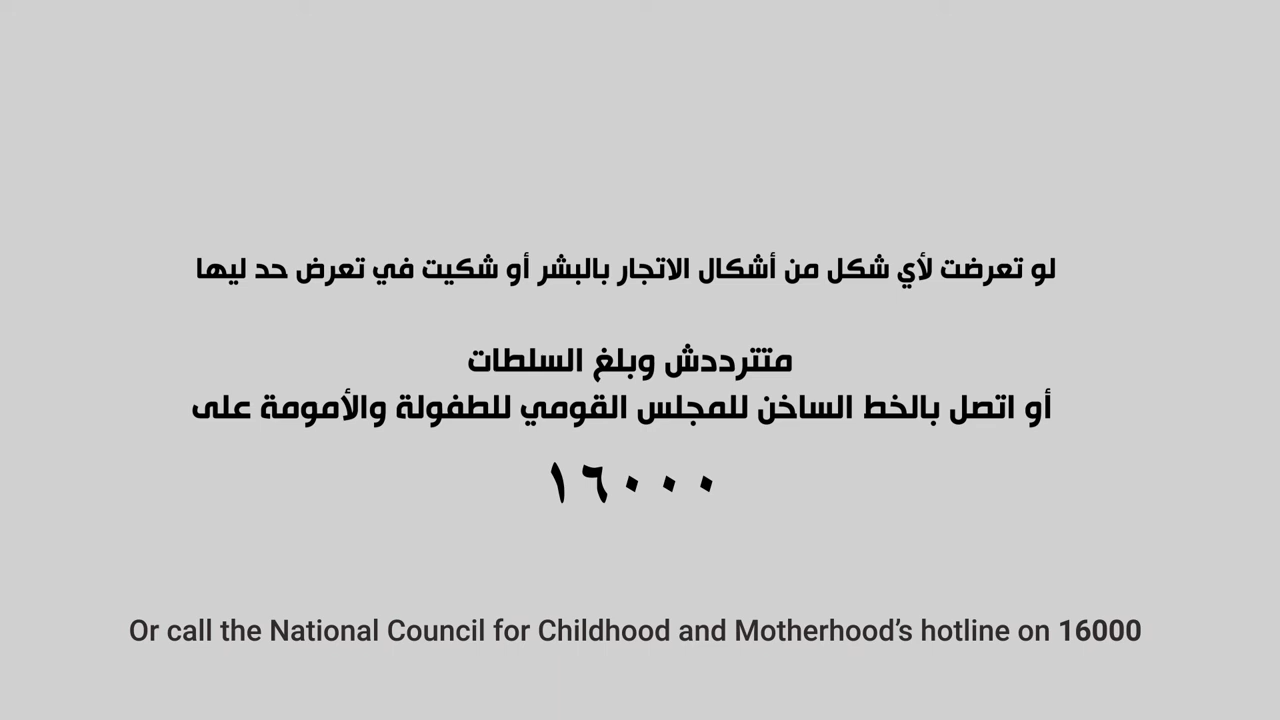 لو تعرضت لأي شكل من أشكال الاتجار بالبشر أو شكيت في تعرض حد ليها
متترددش وبلغ السلطات
أو اتصل بالخط الساخن للمجلس القومي للطفولة والأمومة على
١٦٠٠٠
Or call the National Council for Childhood and Motherhood’s hotline on 16000